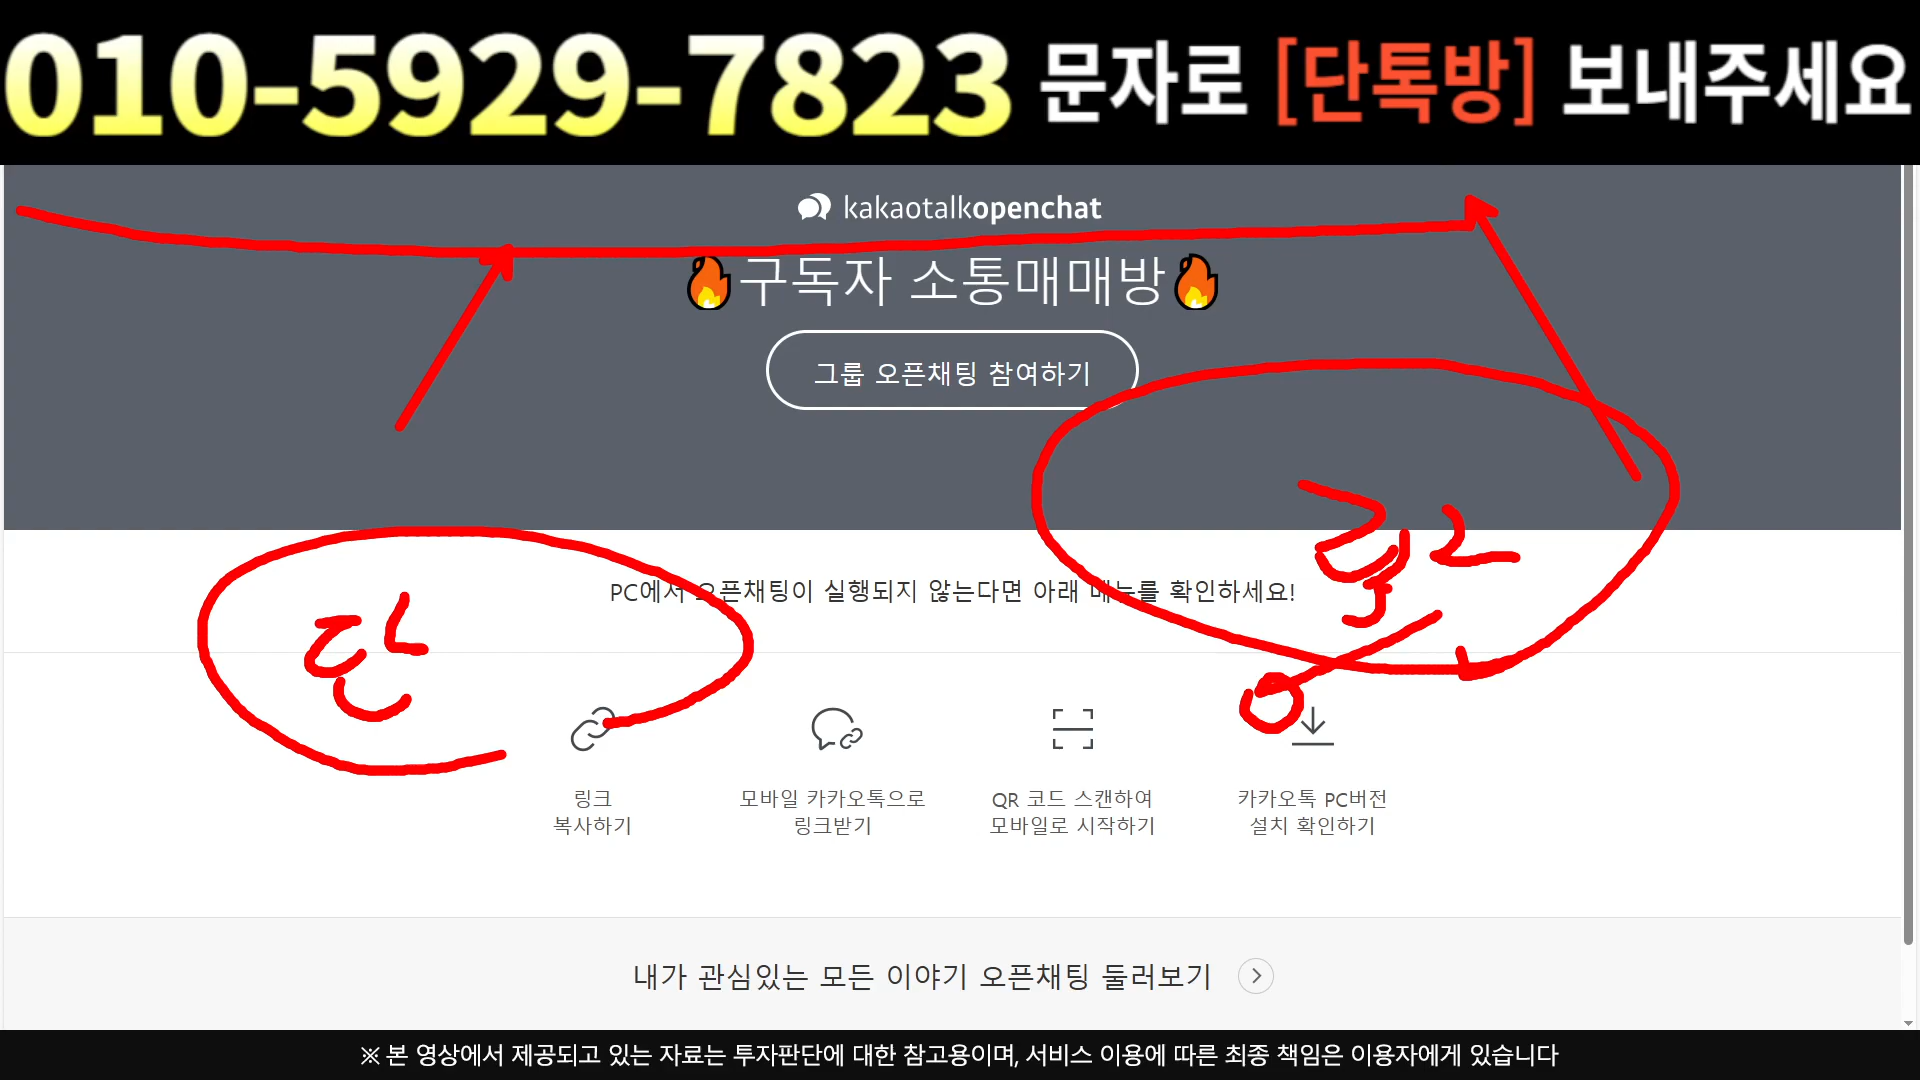 010-5929-7823 문자로 [단톡방] 보내주세요
kakaotalkopenchat
🔥구독자 소통매매방🔥
그룹 오픈채팅 참여하기
PC에서 오픈채팅이 실행되지 않는다면 아래 메뉴를 확인하세요!
단
링크
복사하기
모바일 카카오톡으로
링크받기
QR 코드 스캔하여
모바일로 시작하기
카카오톡 PC버전
설치 확인하기
내가 관심있는 모든 이야기 오픈채팅 둘러보기
※ 본 영상에서 제공되고 있는 자료는 투자판단에 대한 참고용이며, 서비스 이용에 따른 최종 책임은 이용자에게 있습니다